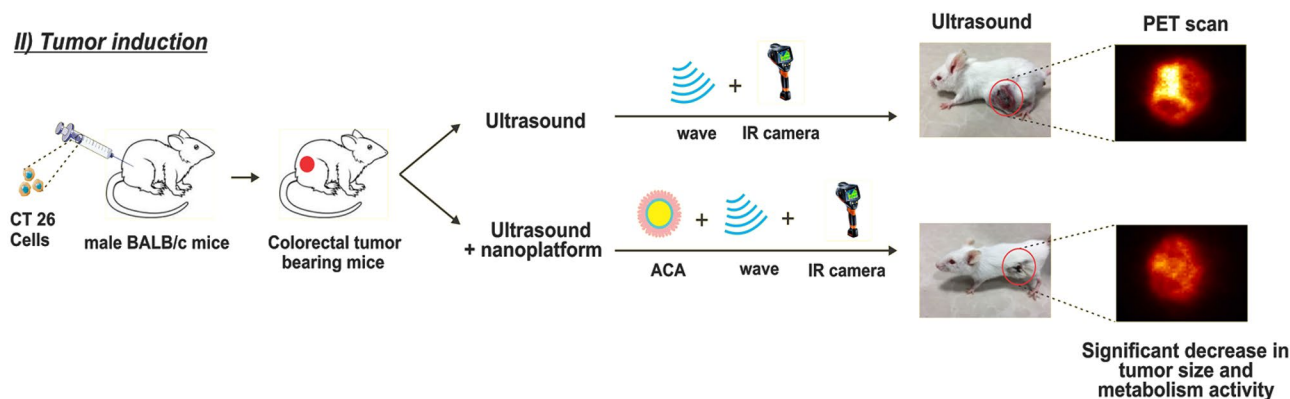 II) Tumor induction
CT 26
Cells
male BALB/c mice
Colorectal tumor
bearing mice
Ultrasound
wave
+
IR camera
Ultrasound
+ nanoplatform
ACA
+
wave
+
IR camera
Ultrasound
PET scan
Significant decrease in
tumor size and
metabolism activity